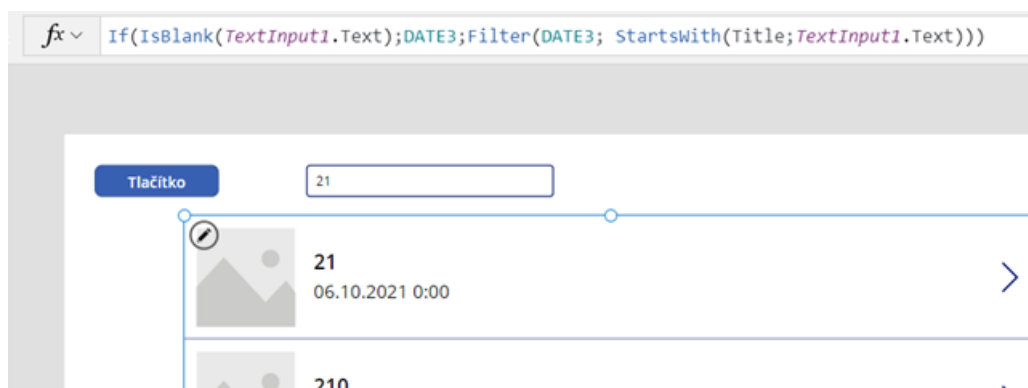 fx If(IsBlank(TextInput1.Text);DATE3;Filter(DATE3; StartsWith(Title;TextInput1.Text)))
Tlačítko 21
21
06.10.2021 0:00
210